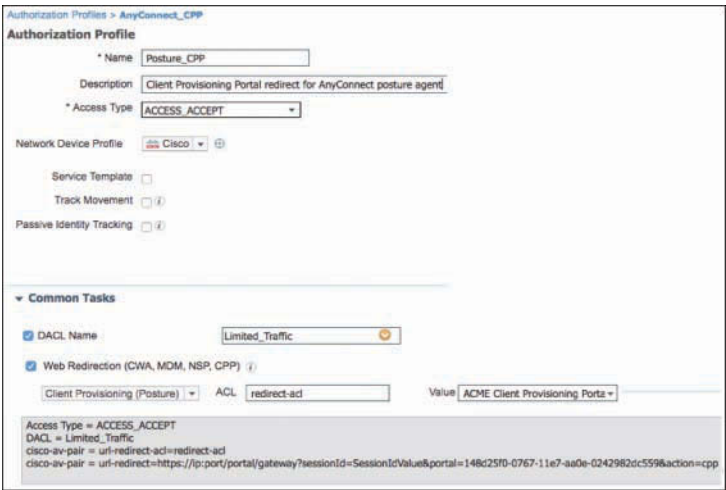 Authorization Profiles > AnyConnect_CPP
Authorization Profile
* Name Posture_CPP
Description Client Provisioning Portal redirect for AnyConnect posture agent
* Access Type ACCESS_ACCEPT
Network Device Profile Cisco
Service Template
Track Movement
Passive Identity Tracking
Common Tasks
DACL Name Limited_Traffic
Web Redirection (CWA, MDM, NSP, CPP)
Client Provisioning (Posture) ACL redirect-acl Value ACME Client Provisioning Porta
Access Type = ACCESS_ACCEPT
DACL = Limited_Traffic
cisco-av-pair = url-redirect-acl=redirect-acl
cisco-av-pair = url-redirect=https://ip:port/portal/gateway?sessionId=SessionIdValue&portal=148d25f0-0767-11e7-aa0e-0242982dc559&action=cpp